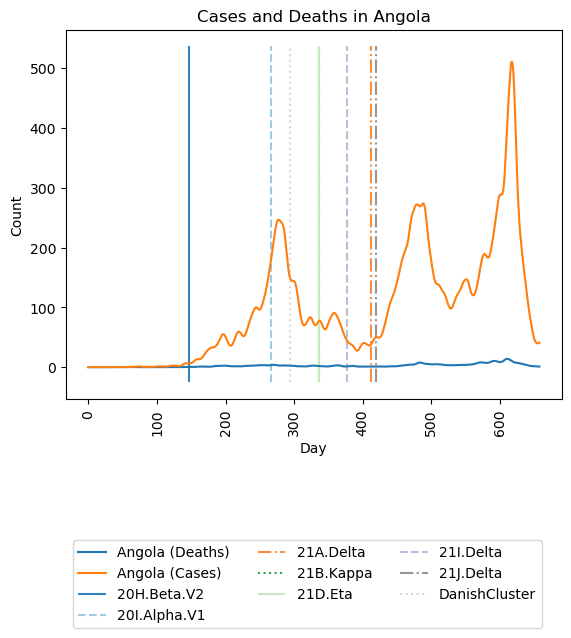 Cases and Deaths in Angola
Count
500
400
300
200
100
0
0 100 200 300 400 500 600
Day
Angola (Deaths) 21A.Delta 21I.Delta
Angola (Cases) 21B.Kappa 21J.Delta
20H.Beta.V2 21D.Eta DanishCluster
20I.Alpha.V1